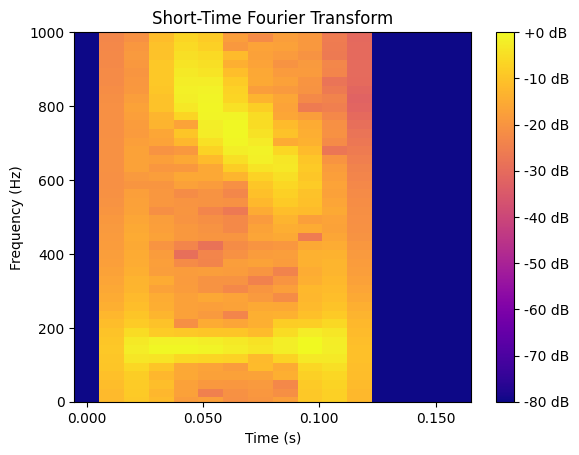 Short-Time Fourier Transform
1000
800
600
400
200
0
Frequency (Hz)
0.000
0.050
0.100
0.150
Time (s)
+0 dB
-10 dB
-20 dB
-30 dB
-40 dB
-50 dB
-60 dB
-70 dB
-80 dB